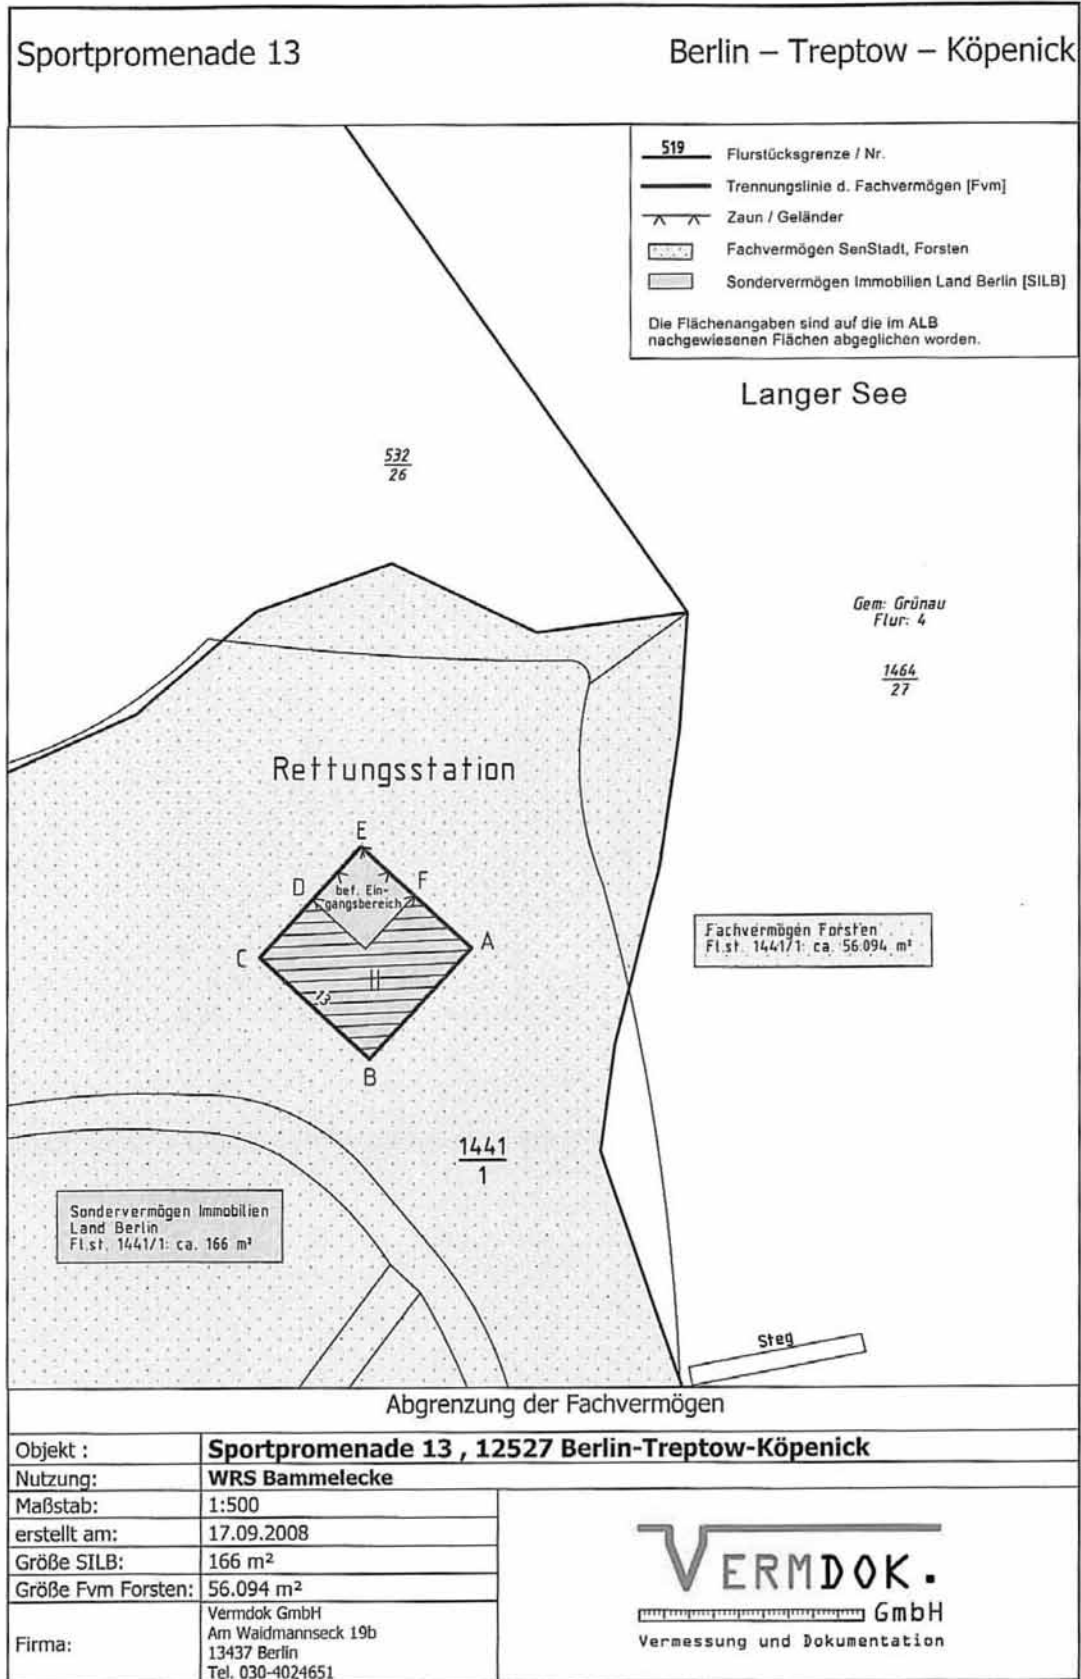 Sportpromenade 13
Berlin – Treptow – Köpenick
519 Flurstücksgrenze / Nr.
Trennungslinie d. Fachvermögen [Fvm]
Zaun / Geländer
Fachvermögen SenStadt, Forsten
Sondervermögen Immobilien Land Berlin [SILB]
Die Flächenangaben sind auf die im ALB
nachgewiesenen Flächen abgeglichen worden.
Langer See
532
26
Gem: Grünau
Flur: 4
1464
27
Rettungsstation
E
D
F
bef. Ein-
gangsbereich
C
A
II
13
B
Fachvermögen Forsten
Fl.st. 1441/1: ca. 56.094 m²
1441
1
Sondervermögen Immobilien
Land Berlin
Fl.st. 1441/1: ca. 166 m²
Steg
Abgrenzung der Fachvermögen
Objekt : Sportpromenade 13 , 12527 Berlin-Treptow-Köpenick
Nutzung: WRS Bammelecke
Maßstab: 1:500
erstellt am: 17.09.2008
Größe SILB: 166 m²
Größe Fvm Forsten: 56.094 m²
Firma:
Vermdok GmbH
Am Waidmannseck 19b
13437 Berlin
Tel. 030-4024651
VERMDOK.
GmbH
Vermessung und Dokumentation